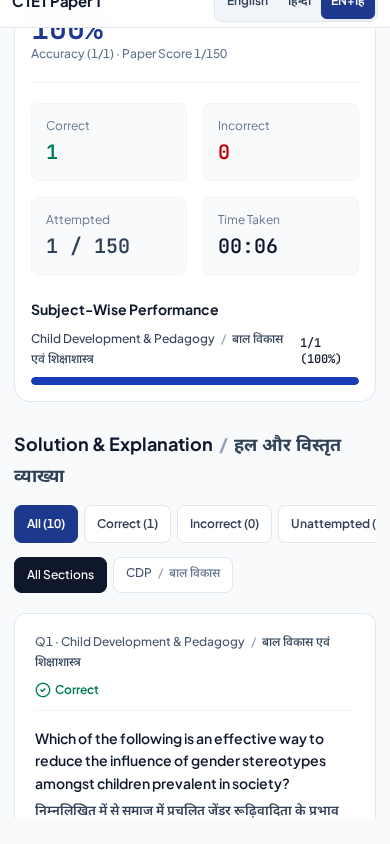 CTET Paper 1
English हिन्दी EN+हि
100%
Accuracy (1/1) · Paper Score 1/150
Correct
1
Incorrect
0
Attempted
1 / 150
Time Taken
00:06
Subject-Wise Performance
Child Development & Pedagogy / बाल विकास
एवं शिक्षाशास्त्र
1/1
(100%)
Solution & Explanation / हल और विस्तृत
व्याख्या
All (10) Correct (1) Incorrect (0) Unattempted (
All Sections CDP / बाल विकास
Q1 · Child Development & Pedagogy / बाल विकास एवं
शिक्षाशास्त्र
Correct
Which of the following is an effective way to
reduce the influence of gender stereotypes
amongst children prevalent in society?
निम्नलिखित में से समाज में प्रचलित जेंडर रूढ़िवादिता के प्रभाव